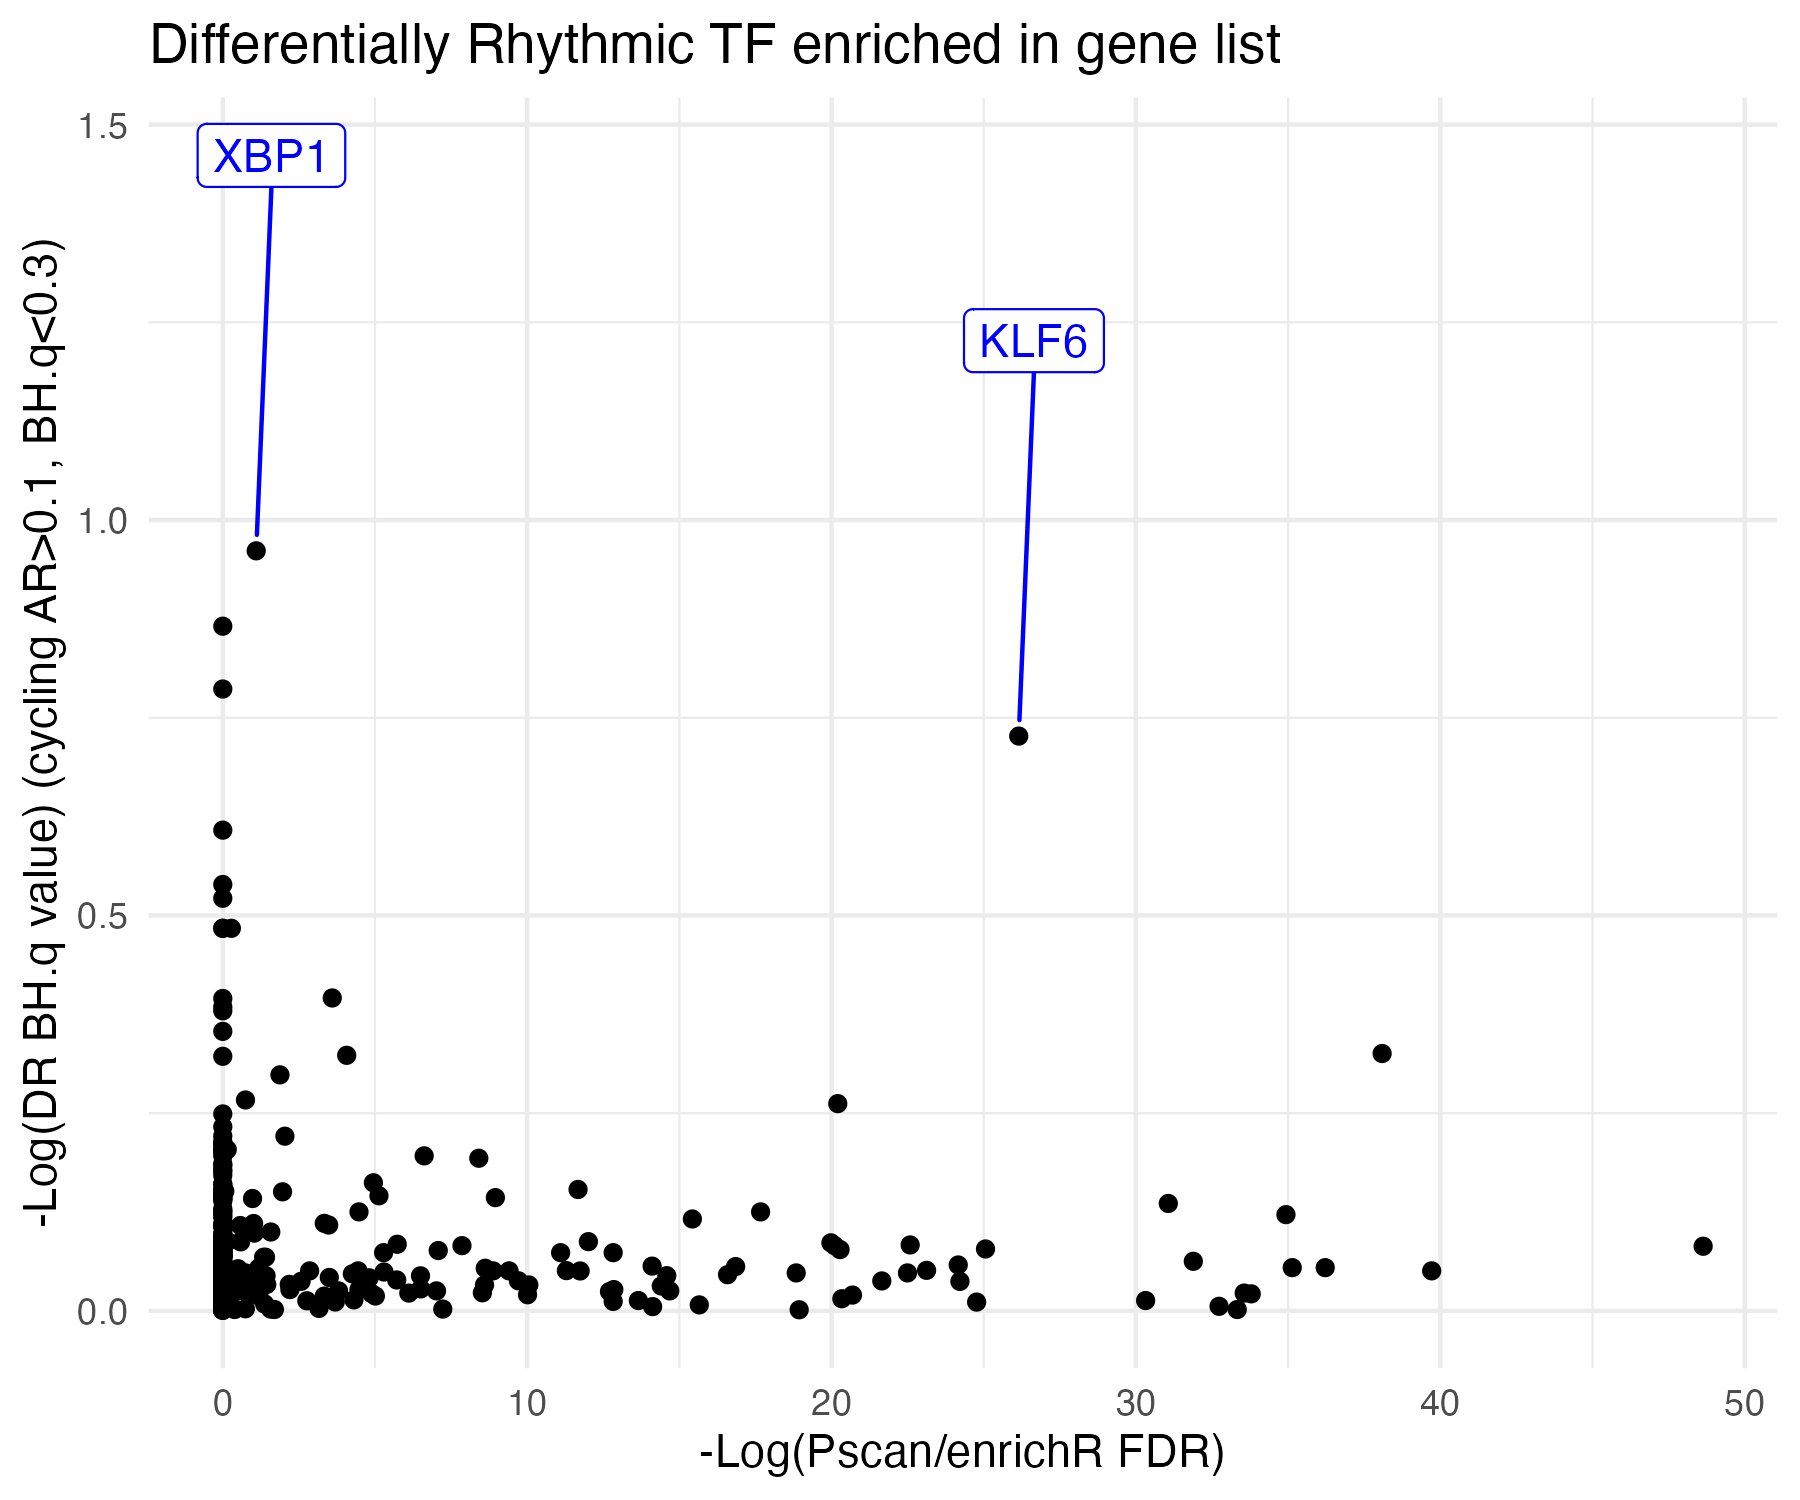 Differentially Rhythmic TF enriched in gene list
-Log(DR BH.q value) (cycling AR>0.1, BH.q<0.3)
1.5
1.0
0.5
0.0
XBP1
KLF6
0
10
20
30
40
50
-Log(Pscan/enrichR FDR)